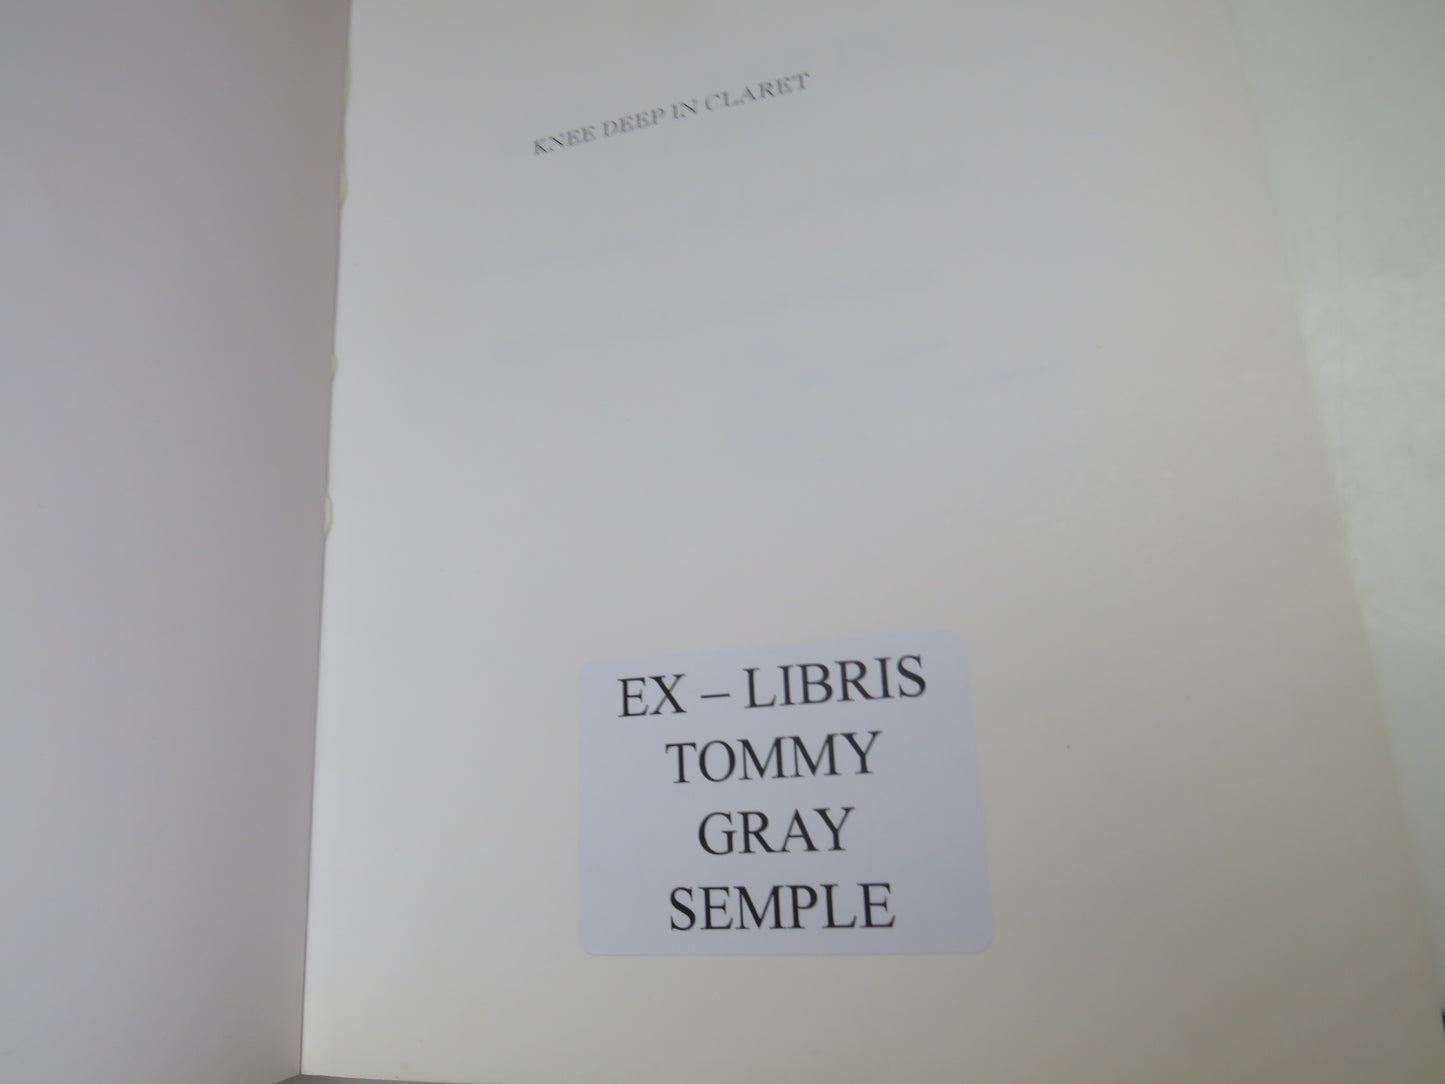 KNEE DEEP IN CLARET
EX – LIBRIS
TOMMY
GRAY
SEMPLE